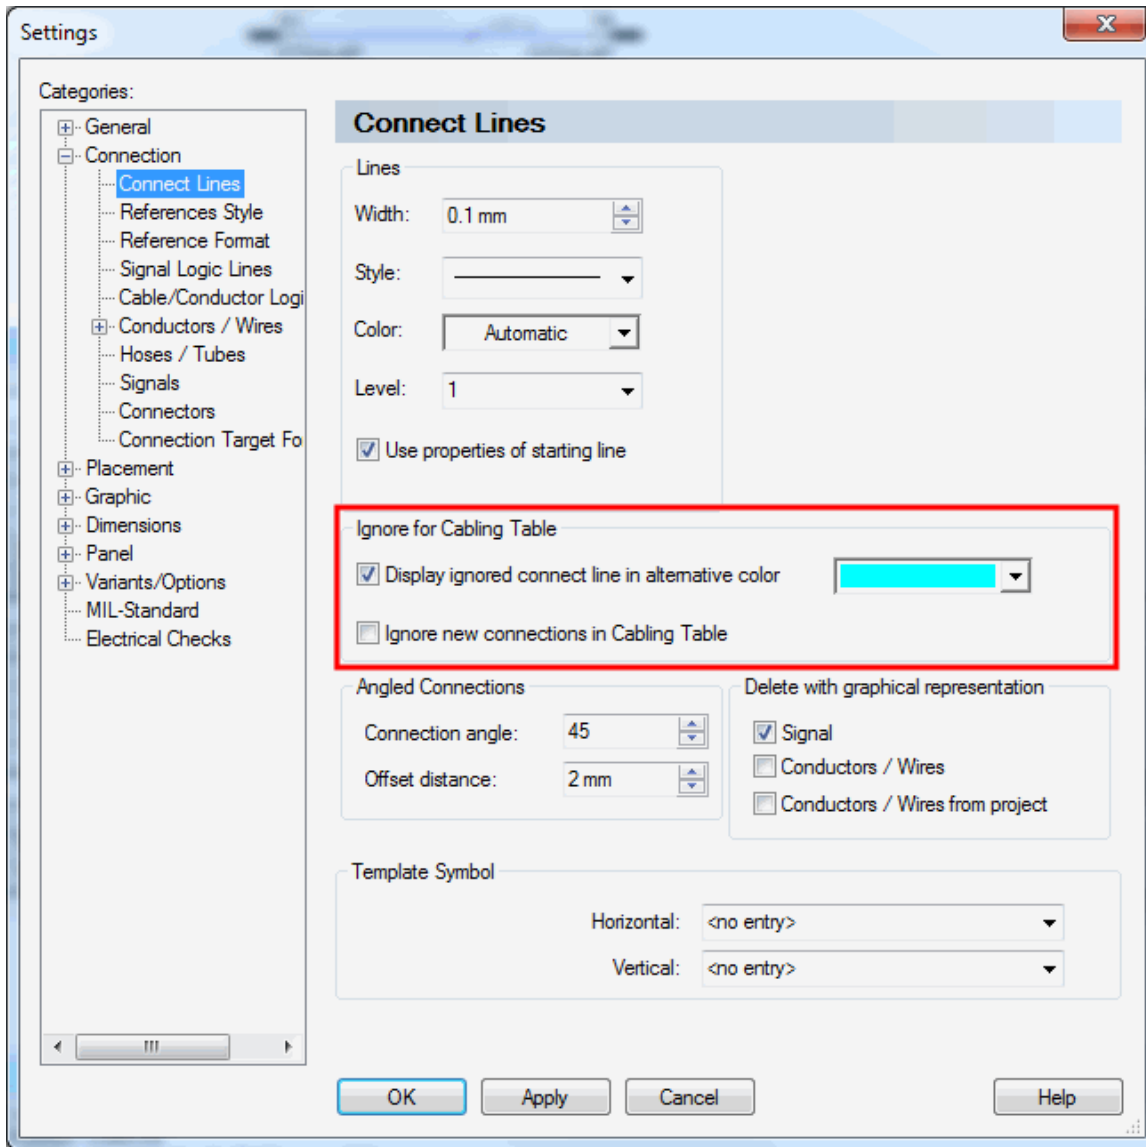 Settings
Categories:
General
Connection
Connect Lines
References Style
Reference Format
Signal Logic Lines
Cable/Conductor Logi
Conductors / Wires
Hoses / Tubes
Signals
Connectors
Connection Target Fo
Placement
Graphic
Dimensions
Panel
Variants/Options
MIL-Standard
Electrical Checks
Connect Lines
Lines
Width: 0.1 mm
Style:
Color: Automatic
Level: 1
Use properties of starting line
Ignore for Cabling Table
Display ignored connect line in alternative color
Ignore new connections in Cabling Table
Angled Connections
Connection angle: 45
Offset distance: 2 mm
Delete with graphical representation
Signal
Conductors / Wires
Conductors / Wires from project
Template Symbol
Horizontal: <no entry>
Vertical: <no entry>
OK Apply Cancel Help